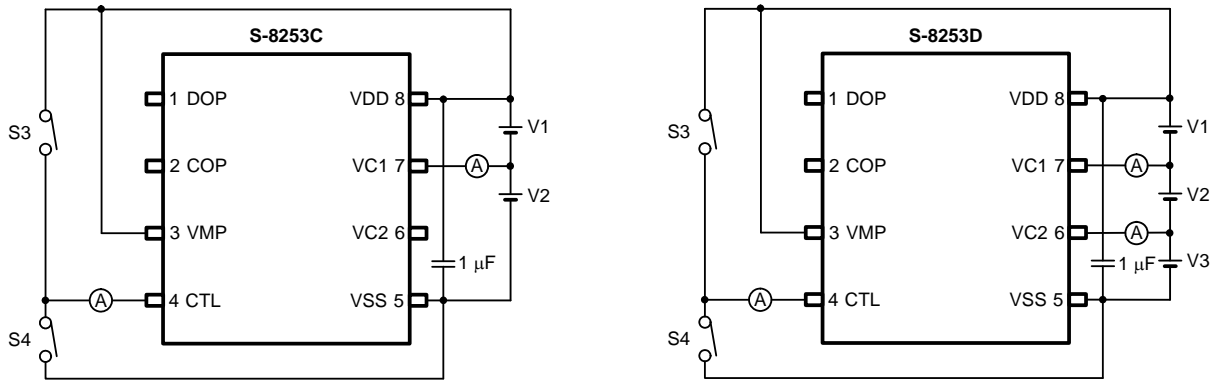 S-8253C
1 DOP VDD 8
S3 V1
2 COP VC1 7 A
V2
3 VMP VC2 6
1 μF
A 4 CTL VSS 5
S4
S-8253D
1 DOP VDD 8
S3 V1
2 COP VC1 7 A
V2
3 VMP VC2 6 A
1 μF V3
A 4 CTL VSS 5
S4